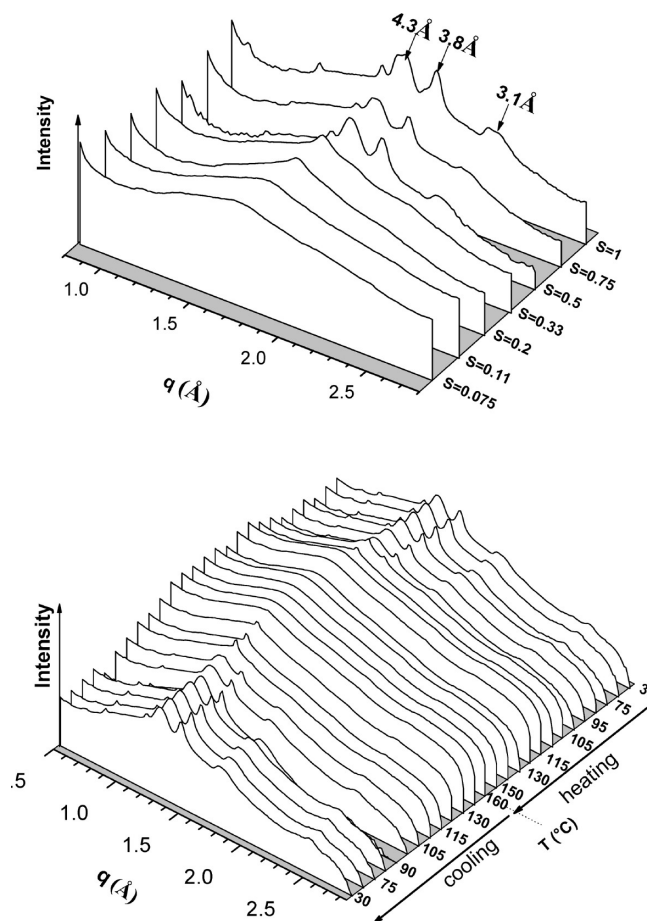 4.3Å 3.8Å
3.1Å
Intensity
1.0
1.5
2.0
2.5
q (Å)
S=1
S=0.75
S=0.5
S=0.33
S=0.2
S=0.11
S=0.075
Intensity
.5
1.0
1.5
2.0
2.5
q (Å)
3
75
95
105
115
130
150
160
130
115
105
90
75
30
heating
cooling
T (°C)